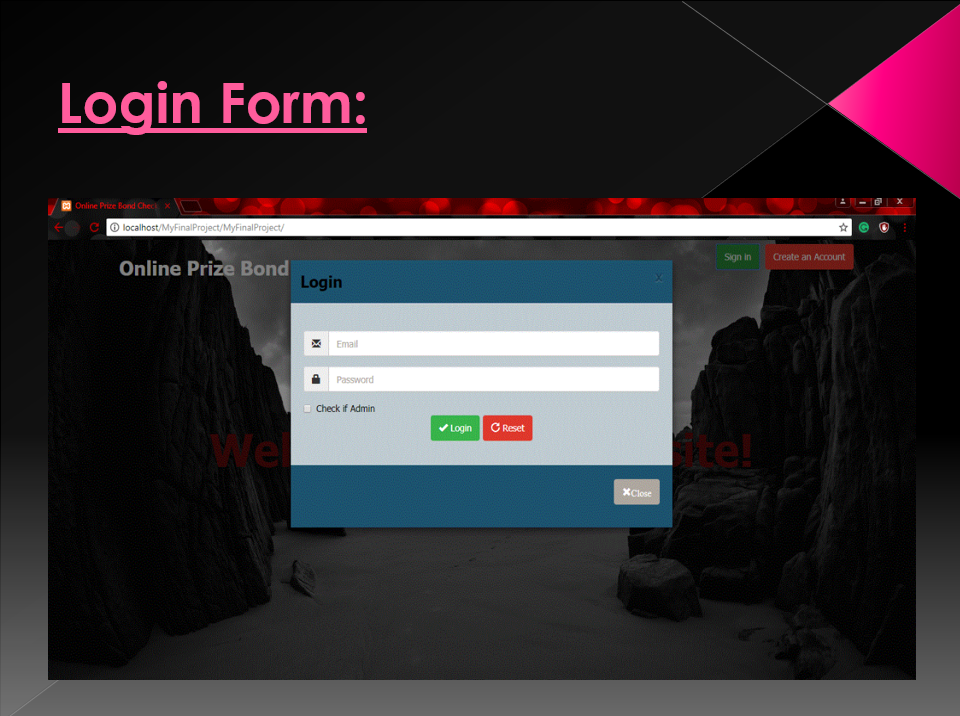 Login Form:
Online Prize Bond Chec
localhost/MyFinalProject/MyFinalProject/
Online Prize Bond
Sign in
Create an Account
Login
Email
Password
Check if Admin
Login
Reset
Wel
site!
Close